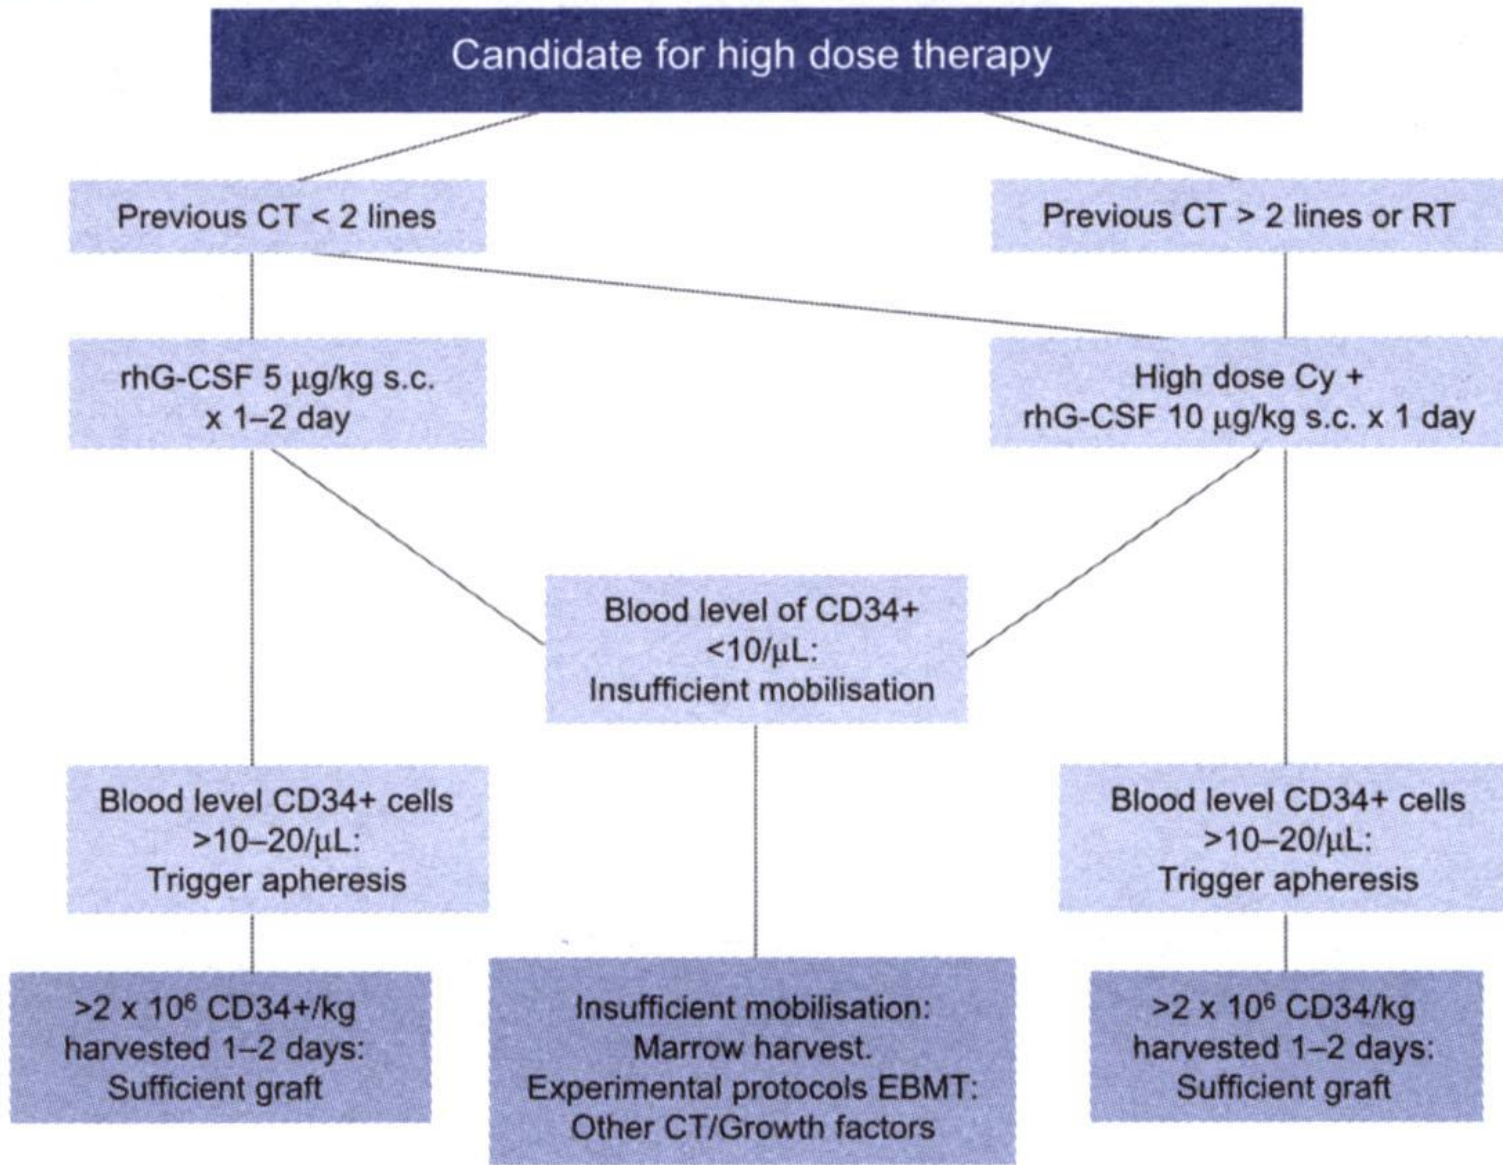 Candidate for high dose therapy
Previous CT < 2 lines
Previous CT > 2 lines or RT
rhG-CSF 5 µg/kg s.c.
x 1–2 day
High dose Cy +
rhG-CSF 10 µg/kg s.c. x 1 day
Blood level of CD34+
<10/µL:
Insufficient mobilisation
Blood level CD34+ cells
>10–20/µL:
Trigger apheresis
Blood level CD34+ cells
>10–20/µL:
Trigger apheresis
>2 x 10⁶ CD34+/kg
harvested 1–2 days:
Sufficient graft
Insufficient mobilisation:
Marrow harvest.
Experimental protocols EBMT:
Other CT/Growth factors
>2 x 10⁶ CD34/kg
harvested 1–2 days:
Sufficient graft